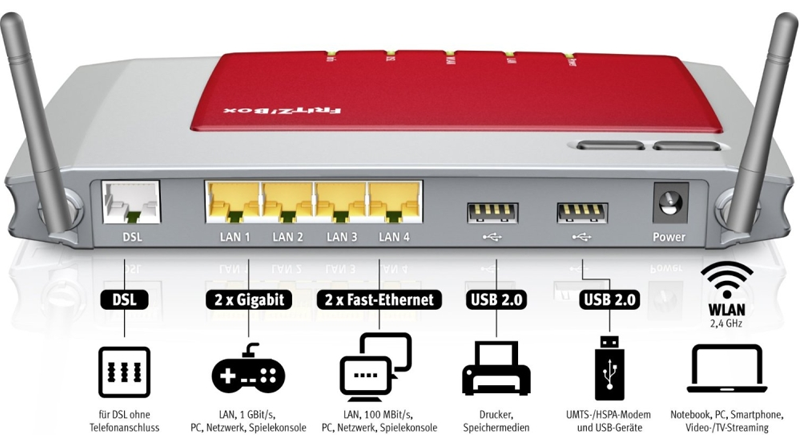 FRITZ!Box
DSL
LAN 1
LAN 2
LAN 3
LAN 4
Power
DSL
2 x Gigabit
2 x Fast-Ethernet
USB 2.0
USB 2.0
WLAN
2,4 GHz
für DSL ohne
Telefonanschluss
LAN, 1 GBit/s,
PC, Netzwerk, Spielekonsole
LAN, 100 MBit/s,
PC, Netzwerk, Spielekonsole
Drucker,
Speichermedien
UMTS-/HSPA-Modem
und USB-Geräte
Notebook, PC, Smartphone,
Video-/TV-Streaming